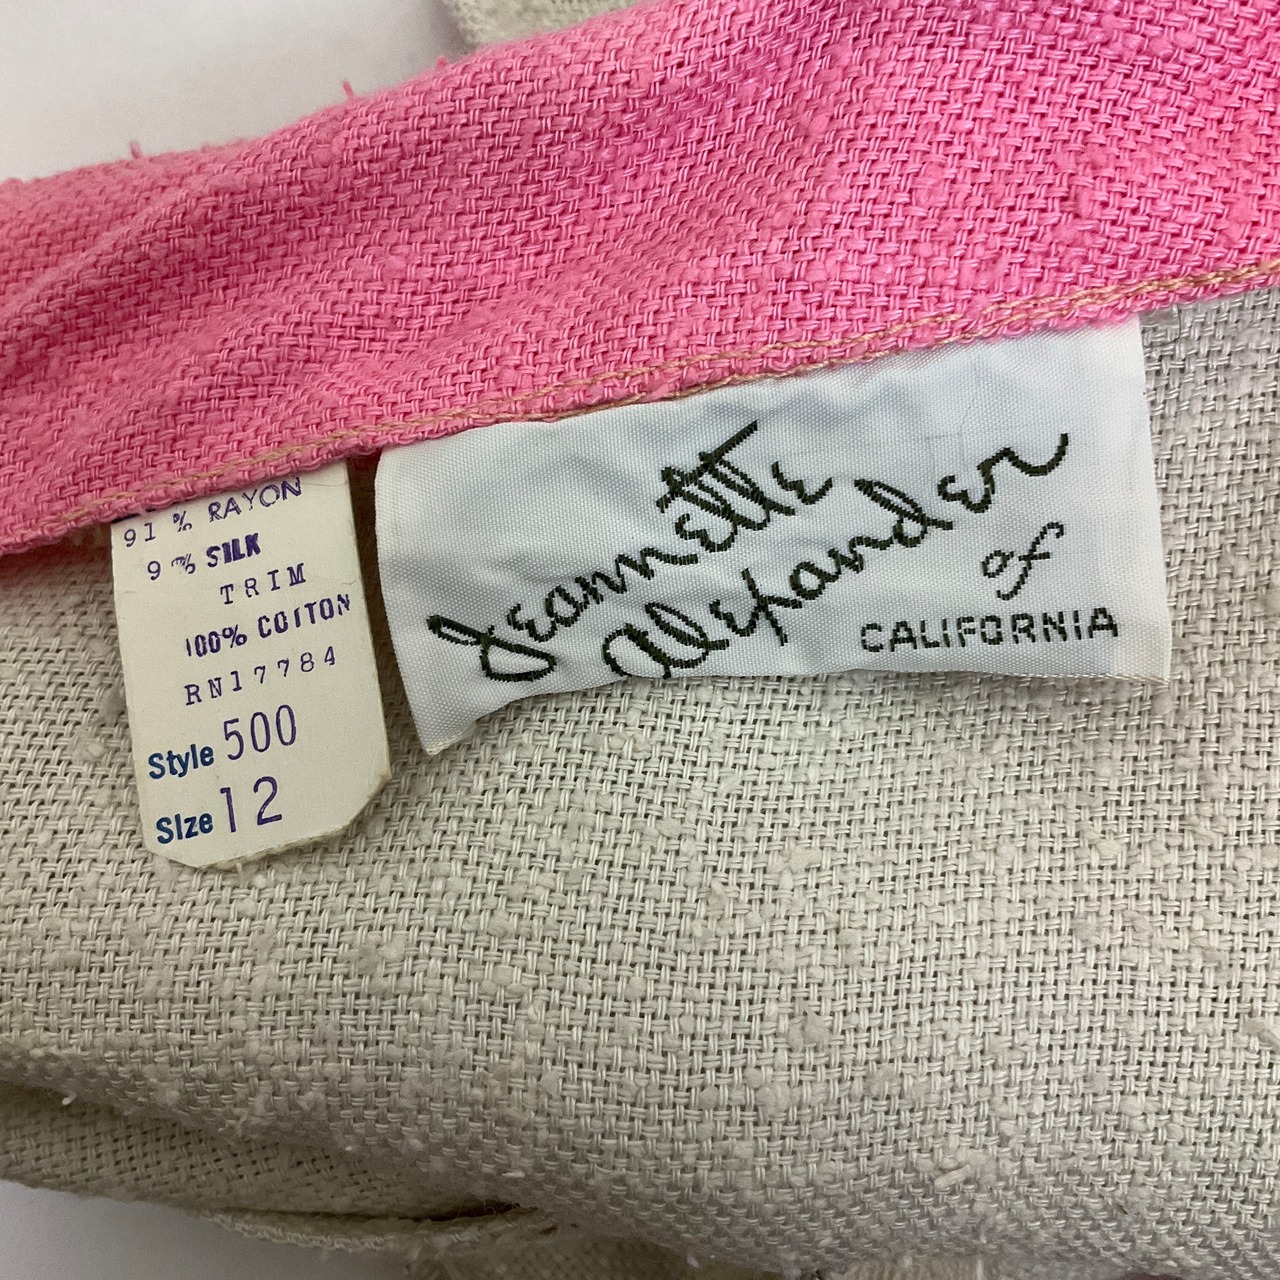 91 % RAYON
9 % SILK
TRIM
100% COTTON
RN17784
Style 500
Size 12
Jeannette
Alexander
of
CALIFORNIA